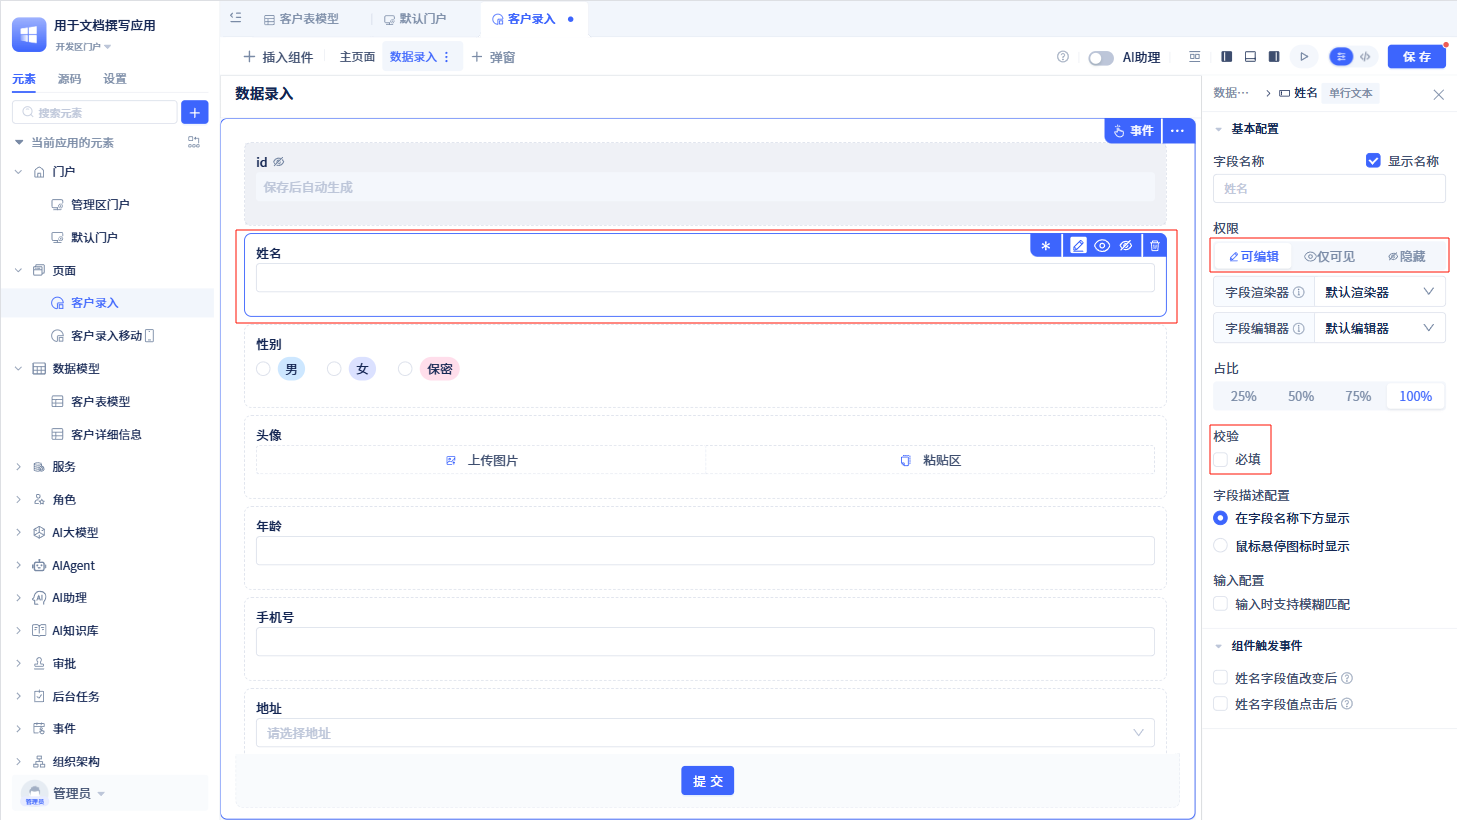 用于文档撰写应用
开发区门户
元素 源码 设置
搜索元素
当前应用的元素
门户
管理区门户
默认门户
页面
客户录入
客户录入移动
数据模型
客户表模型
客户详细信息
服务
角色
AI大模型
AIAgent
AI助理
AI知识库
审批
后台任务
事件
组织架构
管理员
管理员
客户表模型 默认门户 客户录入
插入组件 主页面 数据录入 弹窗
AI助理
保存
数据录入
事件
id
保存后自动生成
姓名
性别
男 女 保密
头像
上传图片 粘贴区
年龄
手机号
地址
请选择地址
提交
数据··· 姓名 单行文本
基本配置
字段名称 显示名称
姓名
权限
可编辑 仅可见 隐藏
字段渲染器 默认渲染器
字段编辑器 默认编辑器
占比
25% 50% 75% 100%
校验
必填
字段描述配置
在字段名称下方显示
鼠标悬停图标时显示
输入配置
输入时支持模糊匹配
组件触发事件
姓名字段值改变后
姓名字段值点击后